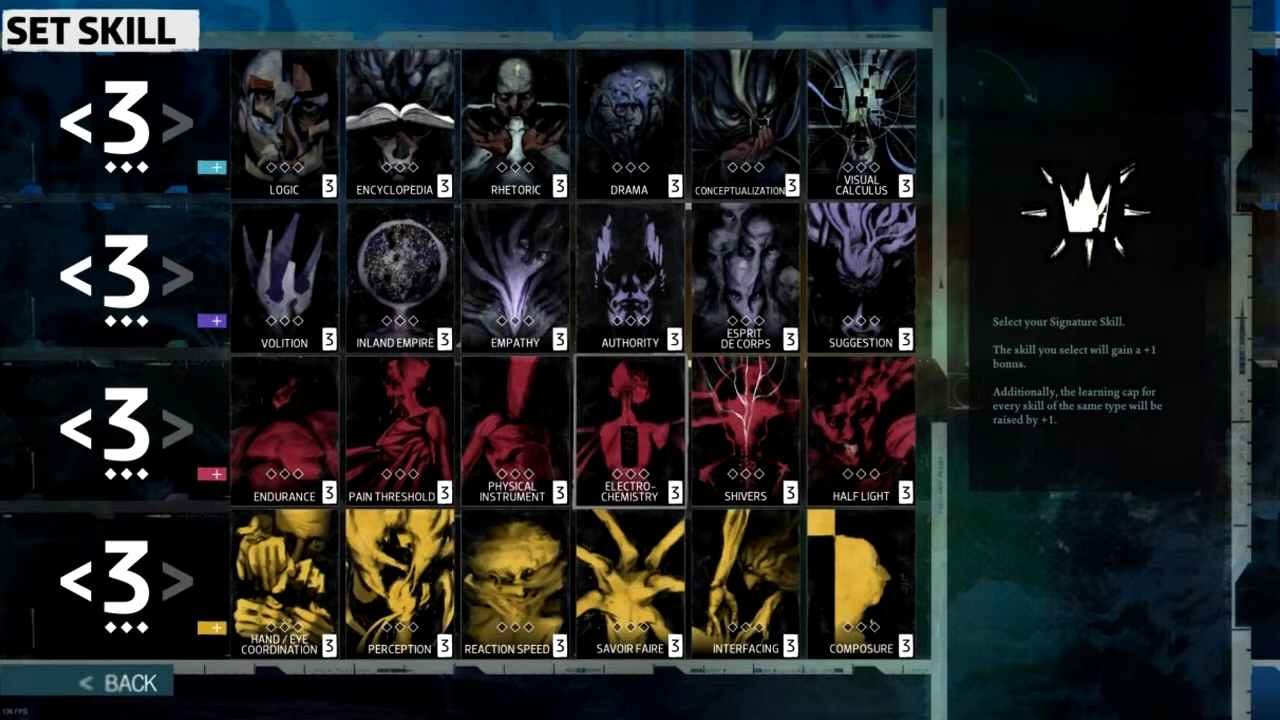 SET SKILL
<3>
LOGIC 3
ENCYCLOPEDIA 3
RHETORIC 3
DRAMA 3
CONCEPTUALIZATION 3
VISUAL
CALCULUS 3
<3>
VOLITION 3
INLAND EMPIRE 3
EMPATHY 3
AUTHORITY 3
ESPRIT
DE CORPS 3
SUGGESTION 3
<3>
ENDURANCE 3
PAIN THRESHOLD 3
PHYSICAL
INSTRUMENT 3
ELECTRO-
CHEMISTRY 3
SHIVERS 3
HALF LIGHT 3
<3>
HAND / EYE
COORDINATION 3
PERCEPTION 3
REACTION SPEED 3
SAVOIR FAIRE 3
INTERFACING 3
COMPOSURE 3
Select your Signature Skill.
The skill you select will gain a +1
bonus.
Additionally, the learning cap for
every skill of the same type will be
raised by +1.
< BACK
136 FPS